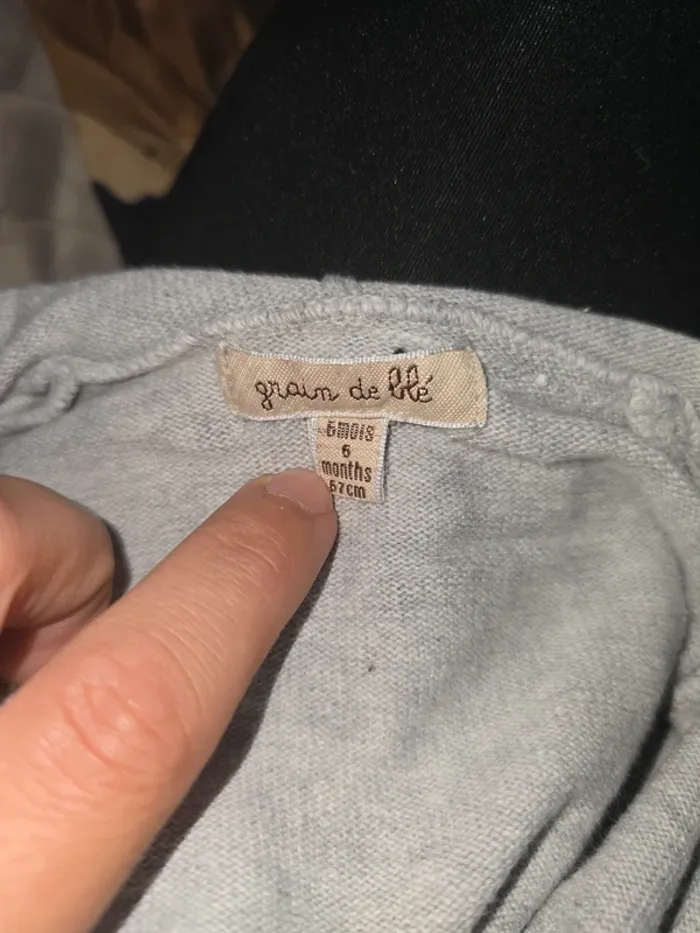 grain de blé
6mois
6
months
67cm